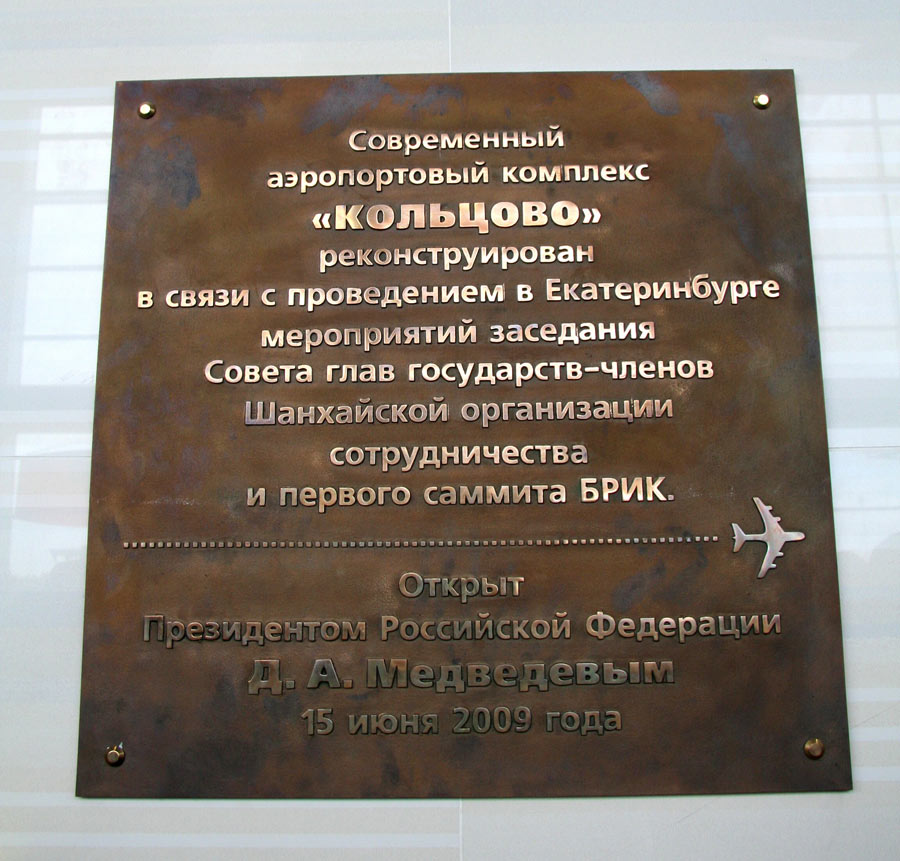 Современный
аэропортовый комплекс
«КОЛЬЦОВО»
реконструирован
в связи с проведением в Екатеринбурге
мероприятий заседания
Совета глав государств-членов
Шанхайской организации
сотрудничества
и первого саммита БРИК.
Открыт
Президентом Российской Федерации
Д. А. Медведевым
15 июня 2009 года